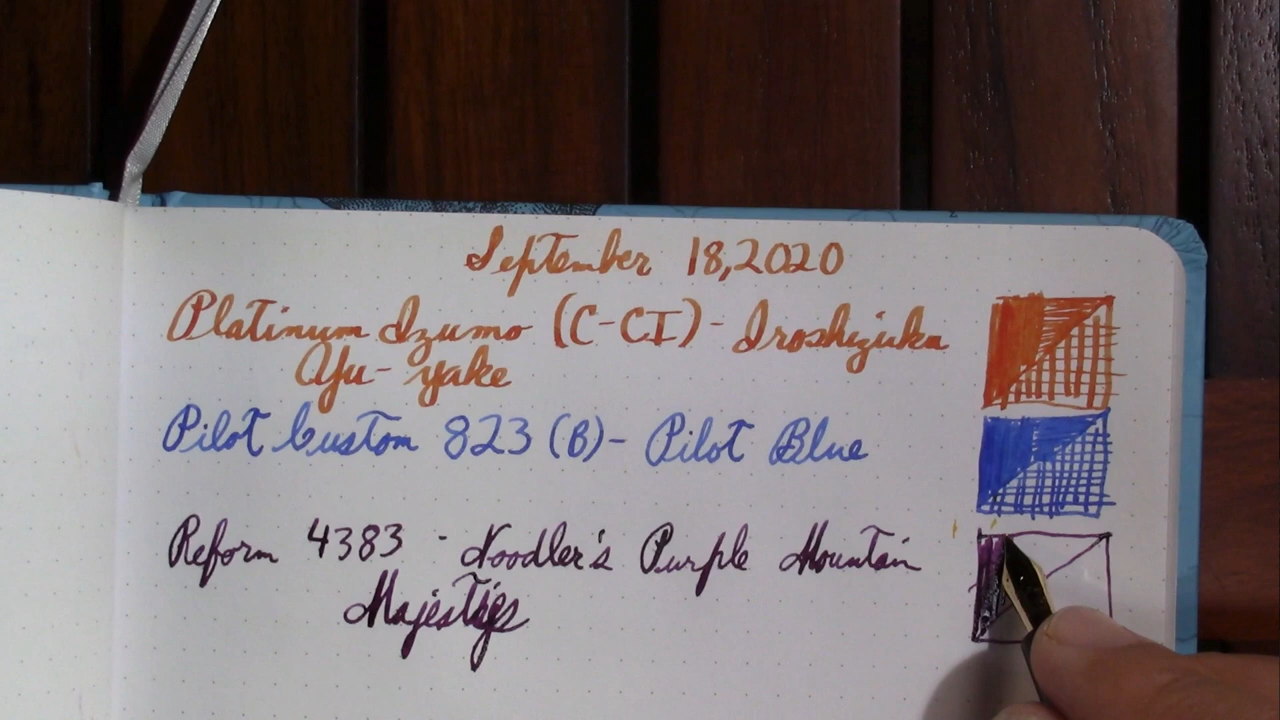 September 18, 2020
Platinum Izumo (C-CI) - Iroshizuku
Yu-yake
Pilot Custom 823 (B) - Pilot Blue
Reform 4383 - Noodler's Purple Mountain
Majesties